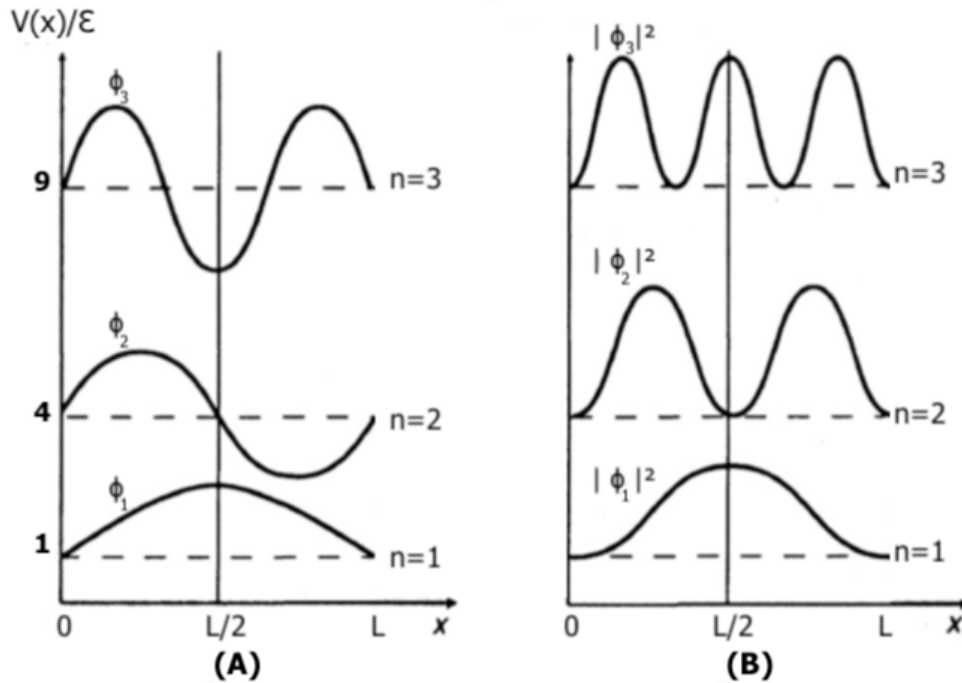 V(x)/ε
ϕ₃
9
n=3
ϕ₂
4
n=2
ϕ₁
1
n=1
0
L/2
L
x
(A)
| ϕ₃|²
n=3
| ϕ₂|²
n=2
| ϕ₁|²
n=1
0
L/2
L
x
(B)